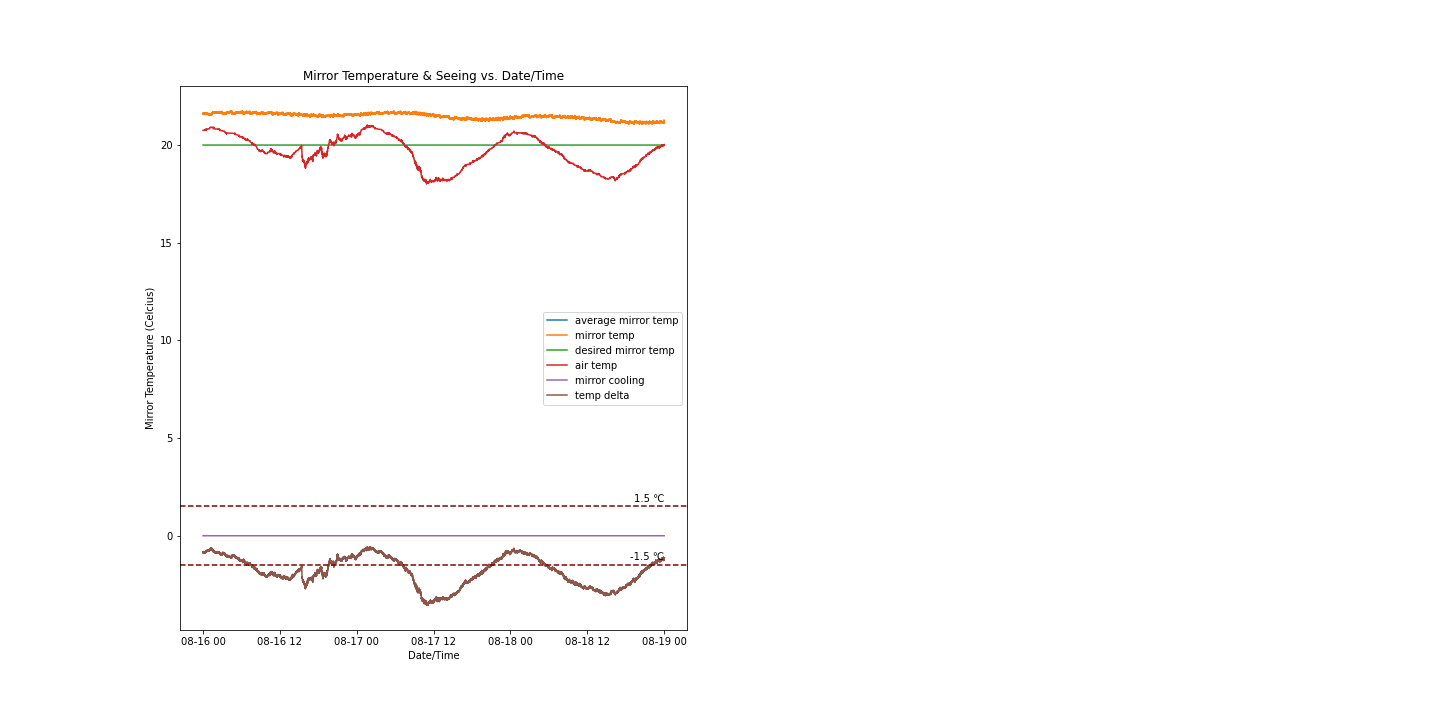 Mirror Temperature & Seeing vs. Date/Time
Mirror Temperature (Celcius)
20
15
10
5
0
average mirror temp
mirror temp
desired mirror temp
air temp
mirror cooling
temp delta
1.5 °C
-1.5 °C
08-16 00 08-16 12 08-17 00 08-17 12 08-18 00 08-18 12 08-19 00
Date/Time